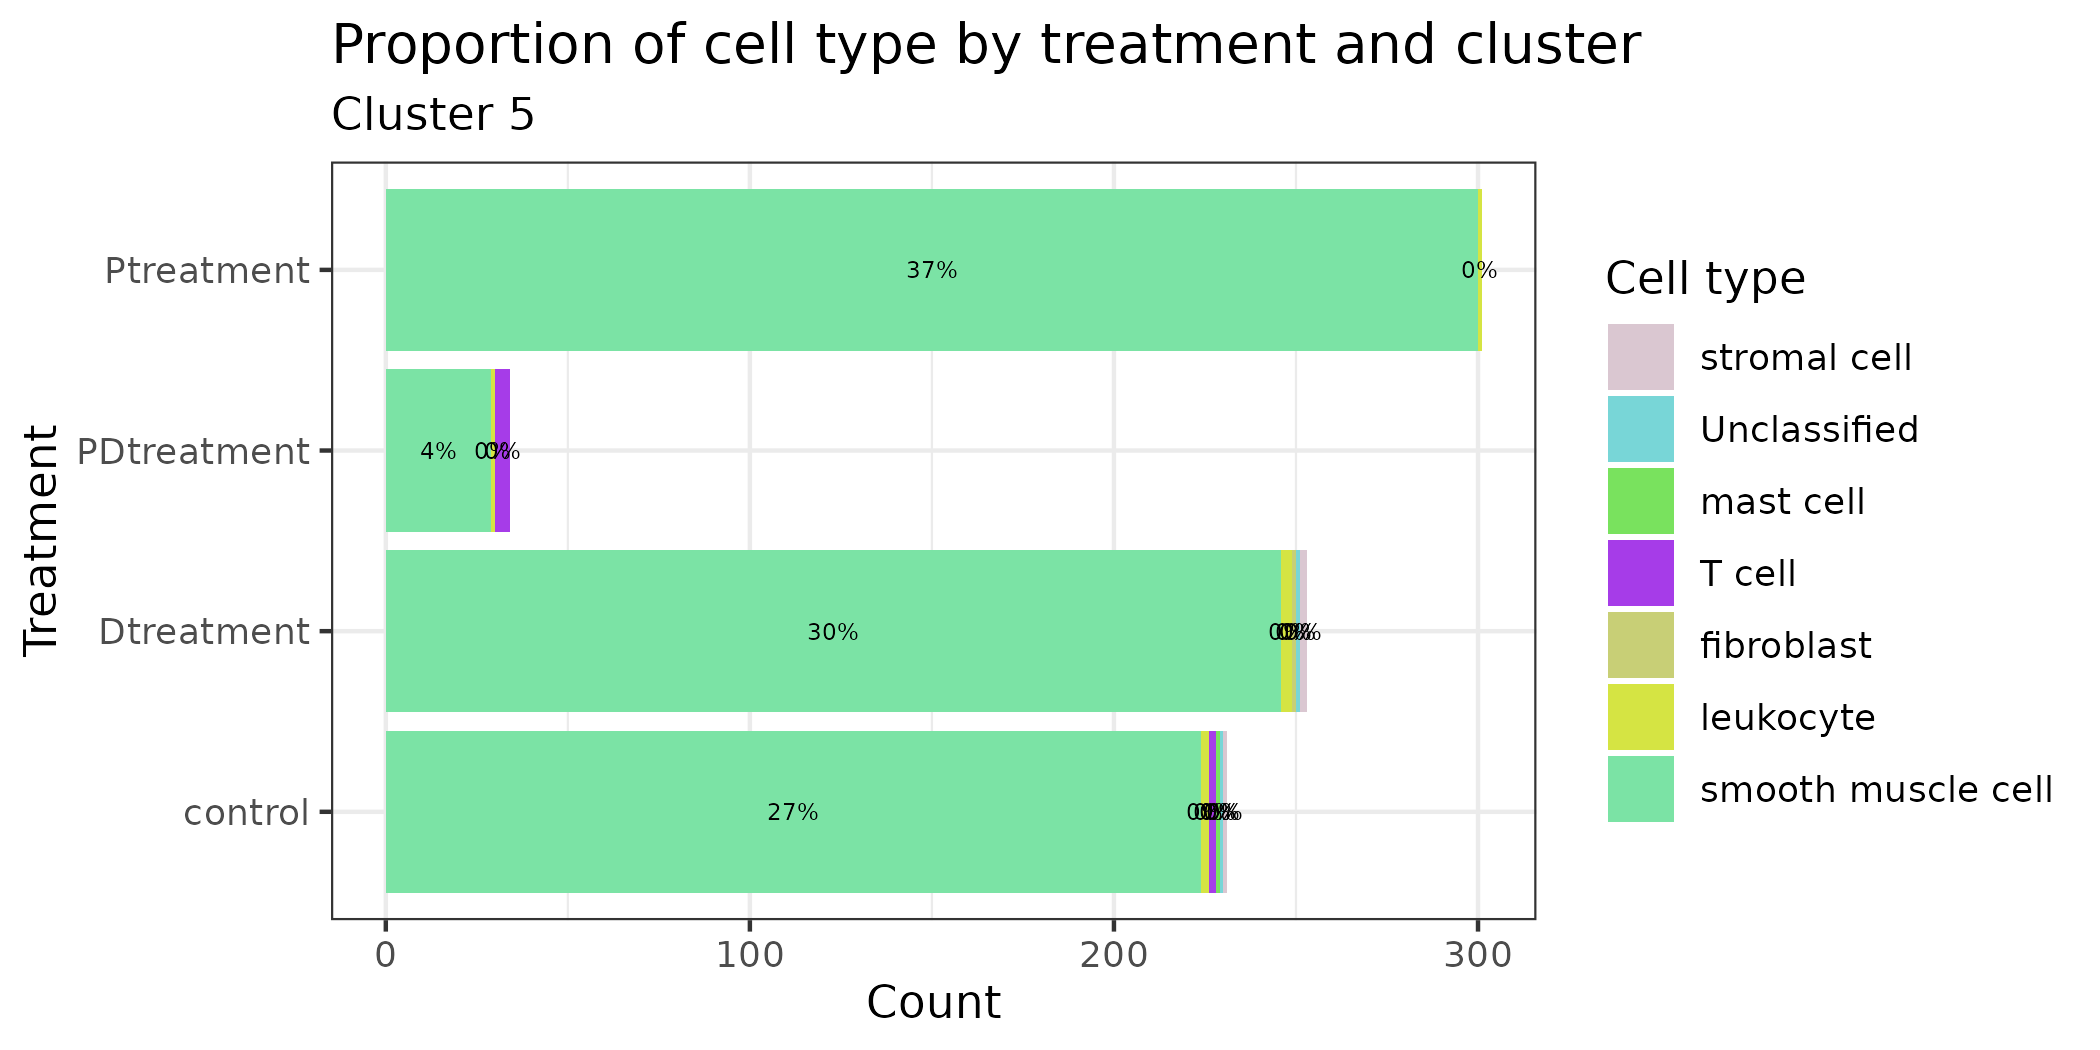 Proportion of cell type by treatment and cluster
Cluster 5
Treatment
Ptreatment
37%
0%
PDtreatment
4%
Dtreatment
30%
control
27%
0
100
200
300
Count
Cell type
stromal cell
Unclassified
mast cell
T cell
fibroblast
leukocyte
smooth muscle cell